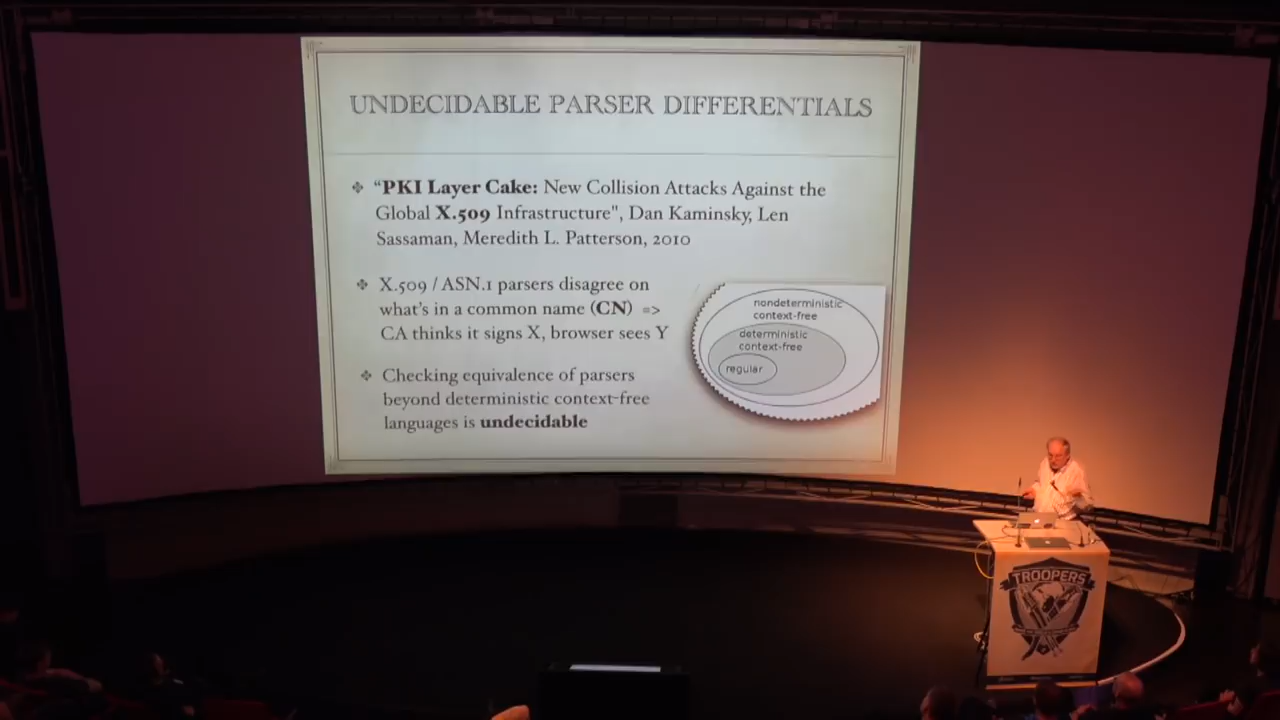 UNDECIDABLE PARSER DIFFERENTIALS
"PKI Layer Cake: New Collision Attacks Against the
Global X.509 Infrastructure", Dan Kaminsky, Len
Sassaman, Meredith L. Patterson, 2010
X.509 / ASN.1 parsers disagree on
what's in a common name (CN) =>
CA thinks it signs X, browser sees Y
Checking equivalence of parsers
beyond deterministic context-free
languages is undecidable
nondeterministic
context-free
deterministic
context-free
regular
TROOPERS